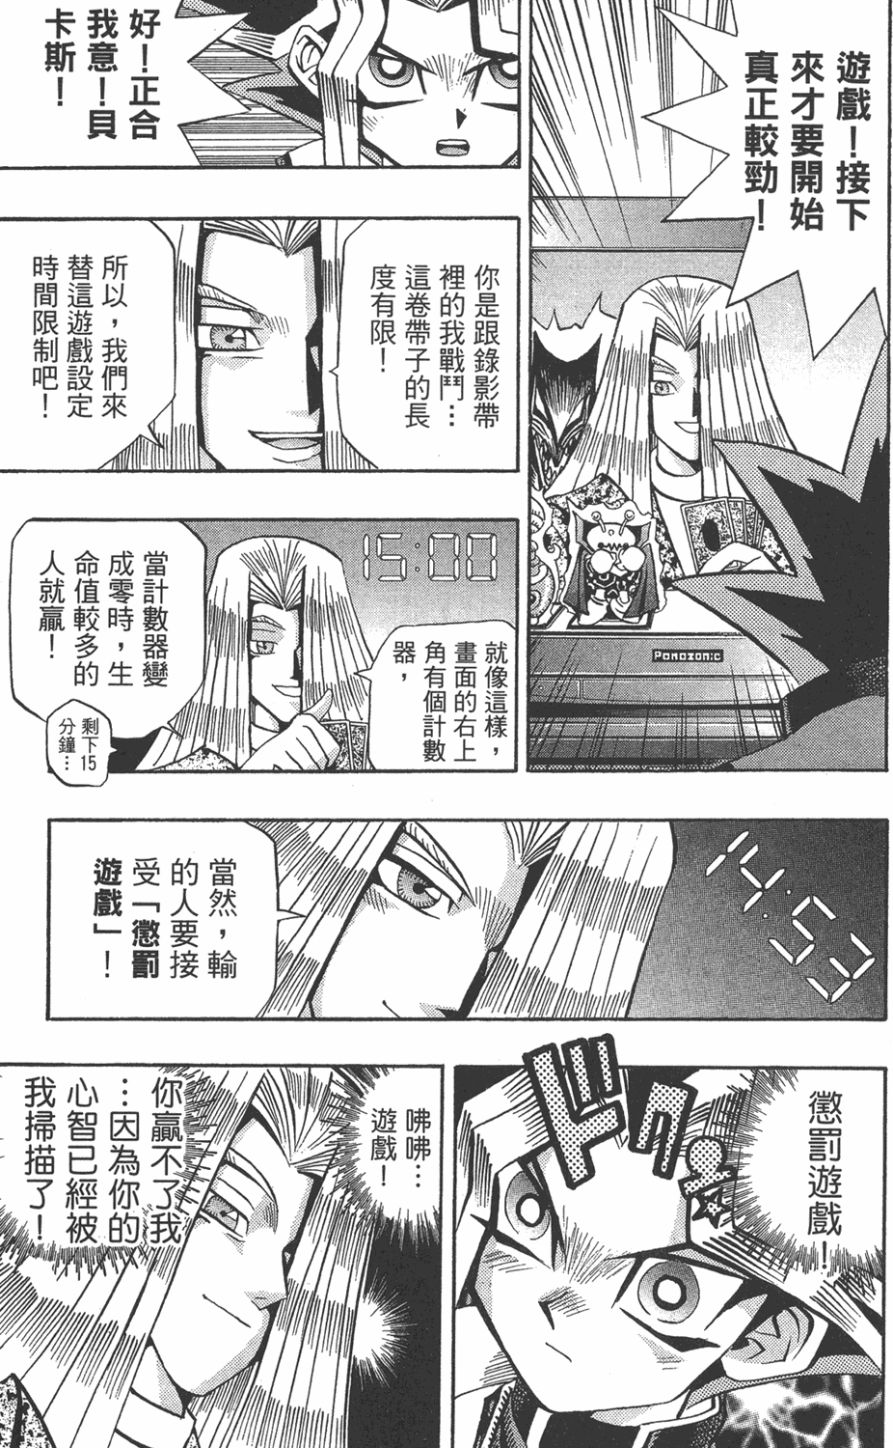 遊戲！接下
來才要開始
真正較勁！
Pamozonic
好！正合
我意！貝
卡斯！
你是跟錄影帶
裡的我戰鬥…
這卷帶子的長
度有限！
所以，我們來
替這遊戲設定
時間限制吧！
15:00
就像這樣，
畫面的右上
角有個計數
器，
當計數器變
成零時，生
命值較多的
人就贏！
剩下15
分鐘…
14:53
當然，輸
的人要接
受「懲罰
遊戲」！
懲罰遊戲！
ドクン
咈咈…
遊戲！
你贏不了我
…因為你的
心智已經被
我掃描了！